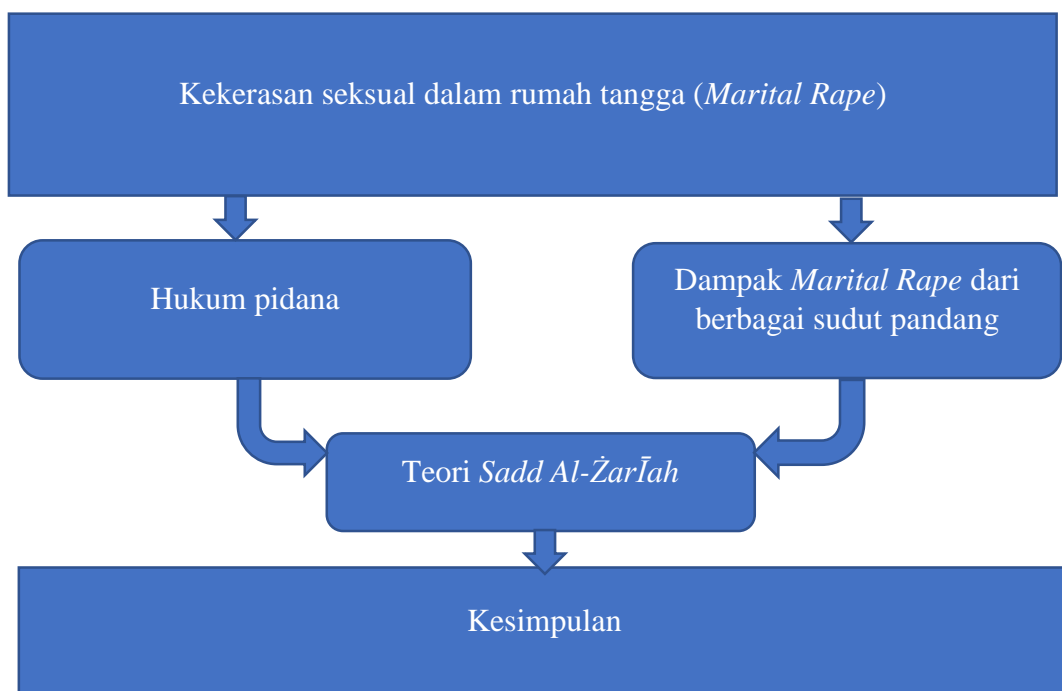 Kekerasan seksual dalam rumah tangga (Marital Rape)
Hukum pidana
Dampak Marital Rape dari
berbagai sudut pandang
Teori Sadd Al-ŻarĪah
Kesimpulan